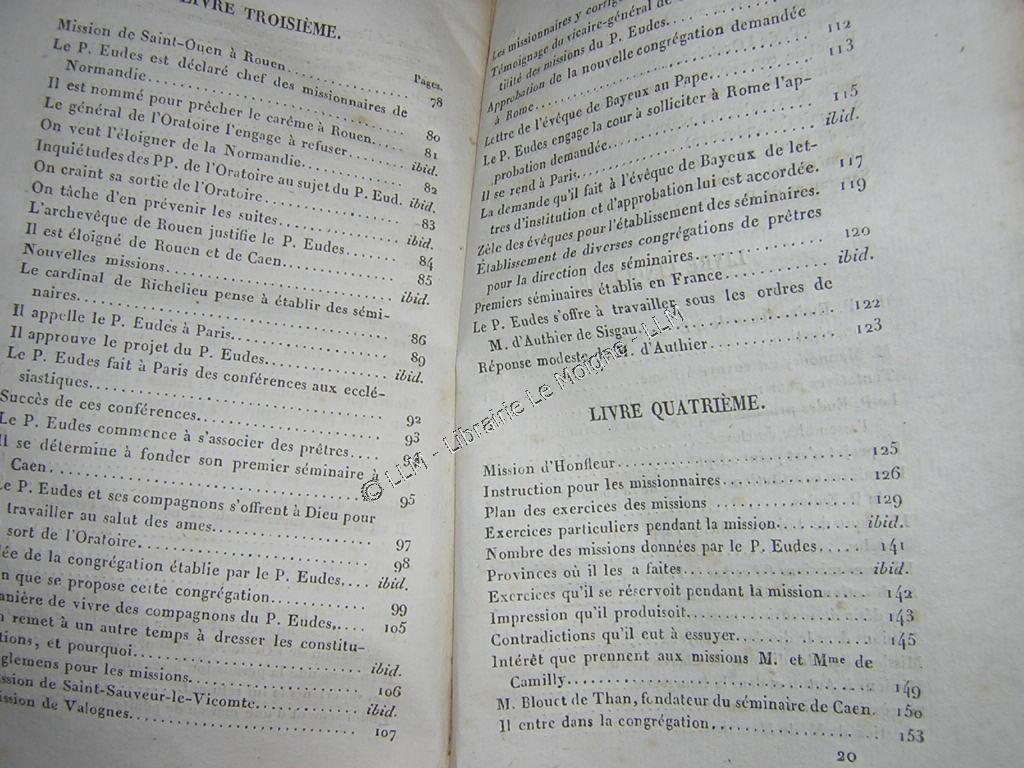 LIVRE TROISIÈME.
Pages.
Mission de Saint-Ouen à Rouen............ 78
Le P. Eudes est déclaré chef des missionnaires de
Normandie............ 80
Il est nommé pour prêcher le carême à Rouen.... 81
Le général de l'Oratoire l'engage à refuser...... ibid.
On veut l'éloigner de la Normandie............ 82
Inquiétudes des PP. de l'Oratoire au sujet du P. Eud. ibid.
On craint sa sortie de l'Oratoire............ 83
On tâche d'en prévenir les suites............ ibid.
L'archevêque de Rouen justifie le P. Eudes...... 84
Il est éloigné de Rouen et de Caen............ 85
Nouvelles missions............ ibid.
Le cardinal de Richelieu pense à établir des sémi-
naires............ 86
Il appelle le P. Eudes à Paris............ 89
Il approuve le projet du P. Eudes............ ibid.
Le P. Eudes fait à Paris des conférences aux ecclé-
siastiques............ 92
Succès de ces conférences............ 93
Le P. Eudes commence à s'associer des prêtres....
Il se détermine à fonder son premier séminaire à
Caen............ 95
Le P. Eudes et ses compagnons s'offrent à Dieu pour
travailler au salut des ames............ 97
sort de l'Oratoire............ 98
ée de la congrégation établie par le P. Eudes.... ibid.
n que se propose cette congrégation............ 99
anière de vivre des compagnons du P. Eudes..... 105
n remet à un autre temps à dresser les constitu-
tions, et pourquoi............ ibid.
glemens pour les missions............ 106
ission de Saint-Sauveur-le-Vicomte............ ibid.
ission de Valognes............ 107
Les missionnaires y corrig
Témoignage du vicaire-général de
tilité des missions du P. Eudes............ 112
Approbation de la nouvelle congrégation demandée
à Rome............ 113
Lettre de l'évêque de Bayeux au Pape............
Le P. Eudes engage la cour à solliciter à Rome l'ap-
probation demandée............ 115
Il se rend à Paris............ ibid.
La demande qu'il fait à l'évêque de Bayeux de let-
tres d'institution et d'approbation lui est accordée. 117
Zèle des évêques pour l'établissement des séminaires. 119
Établissement de diverses congrégations de prêtres
pour la direction des séminaires............ 120
Premiers séminaires établis en France............ ibid.
Le P. Eudes s'offre à travailler sous les ordres de
M. d'Authier de Sisgau............ 122
Réponse modeste de M. d'Authier............ 123
LIVRE QUATRIÈME.
Mission d'Honfleur............ 125
Instruction pour les missionnaires............ 126
Plan des exercices des missions............ 129
Exercices particuliers pendant la mission...... ibid.
Nombre des missions données par le P. Eudes.... 141
Provinces où il les a faites............ ibid.
Exercices qu'il se réservoit pendant la mission.... 142
Impression qu'il produisoit............ 143
Contradictions qu'il eut à essuyer............ 145
Intérêt que prennent aux missions M. et Mme de
Camilly............ 149
M. Blouet de Than, fondateur du séminaire de Caen. 150
Il entre dans la congrégation............ 153
20
© LLM - Librairie Le Moigne - LLM